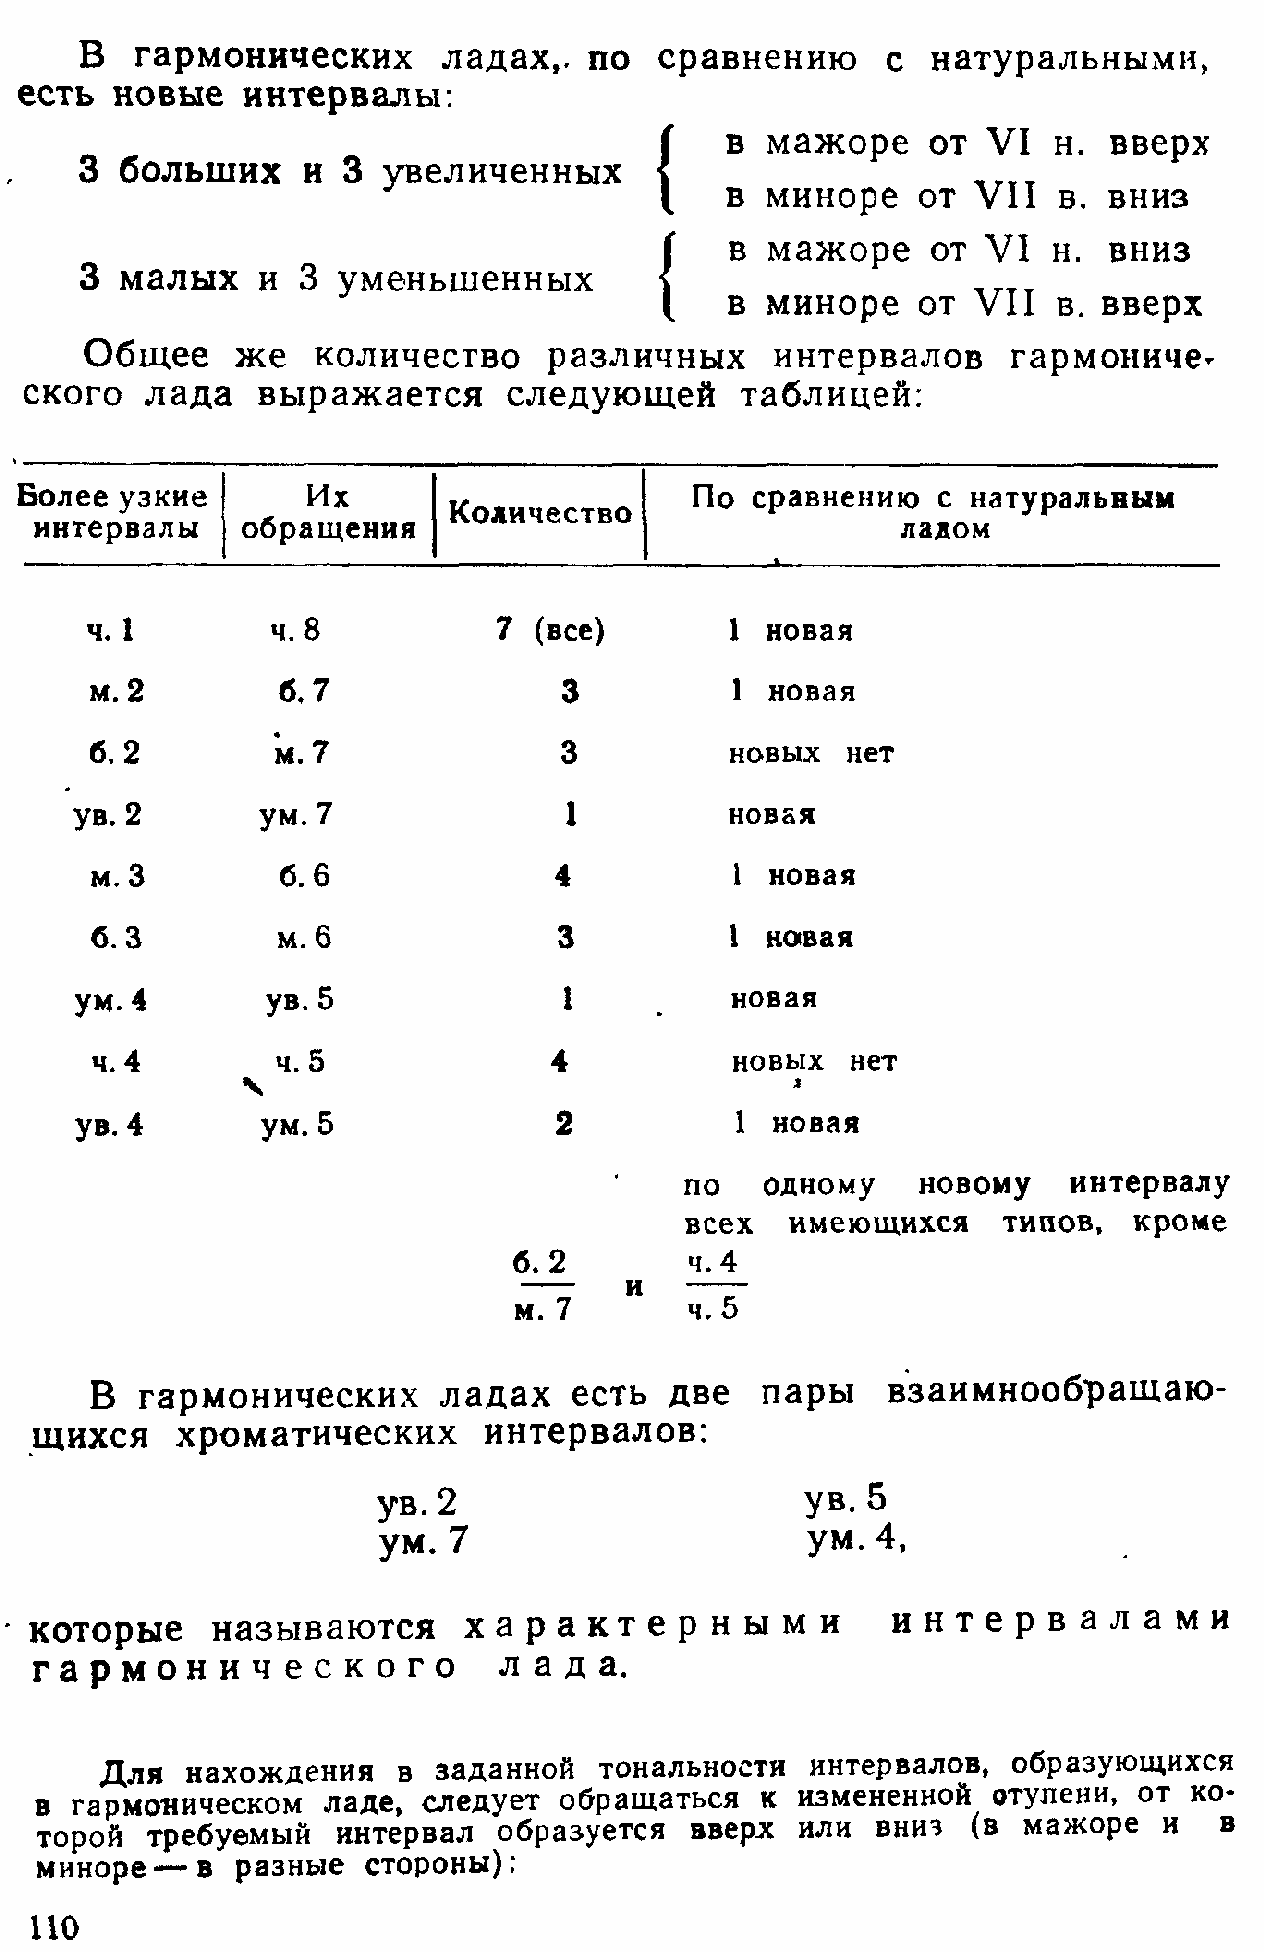 В гармонических ладах, по сравнению с натуральными,
есть новые интервалы:
3 больших и 3 увеличенных { в мажоре от VI н. вверх
в миноре от VII в. вниз
3 малых и 3 уменьшенных { в мажоре от VI н. вниз
в миноре от VII в. вверх
Общее же количество различных интервалов гармониче-
ского лада выражается следующей таблицей:
Более узкие интервалы | Их обращения | Количество | По сравнению с натуральным ладом
ч. 1 ч. 8 7 (все) 1 новая
м. 2 б. 7 3 1 новая
б. 2 м. 7 3 новых нет
ув. 2 ум. 7 1 новая
м. 3 б. 6 4 1 новая
б. 3 м. 6 3 1 новая
ум. 4 ув. 5 1 новая
ч. 4 ч. 5 4 новых нет
ув. 4 ум. 5 2 1 новая
по одному новому интервалу
всех имеющихся типов, кроме
б. 2 и ч. 4
м. 7 ч. 5
В гармонических ладах есть две пары взаимнообращаю-
щихся хроматических интервалов:
ув. 2 ув. 5
ум. 7 ум. 4,
которые называются характерными интервалами
гармонического лада.
Для нахождения в заданной тональности интервалов, образующихся
в гармоническом ладе, следует обращаться к измененной отупени, от ко-
торой требуемый интервал образуется вверх или вниз (в мажоре и в
миноре — в разные стороны):
110